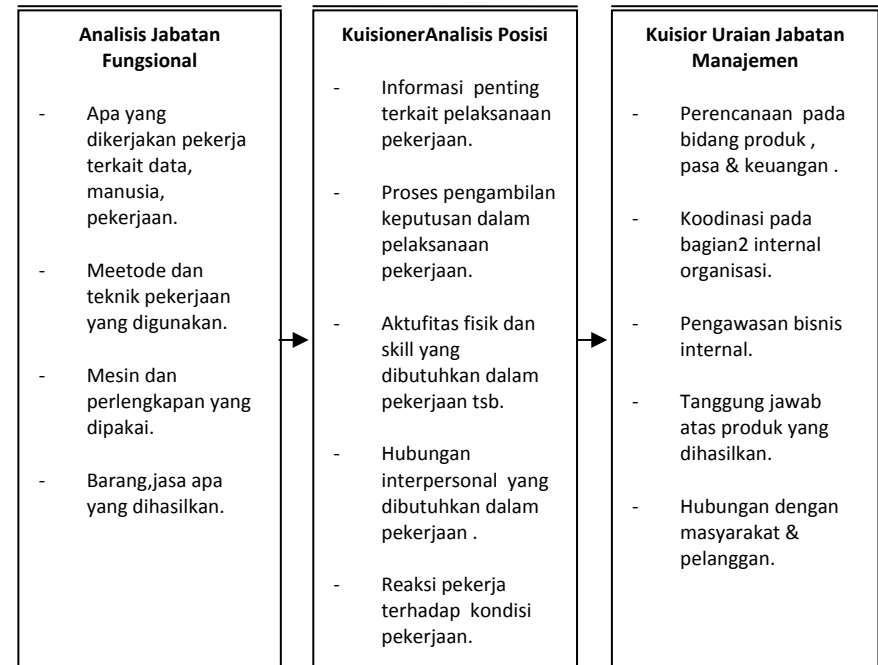 Analisis Jabatan
Fungsional
- Apa yang
dikerjakan pekerja
terkait data,
manusia,
pekerjaan.
- Meetode dan
teknik pekerjaan
yang digunakan.
- Mesin dan
perlengkapan yang
dipakai.
- Barang,jasa apa
yang dihasilkan.
KuisionerAnalisis Posisi
- Informasi penting
terkait pelaksanaan
pekerjaan.
- Proses pengambilan
keputusan dalam
pelaksanaan
pekerjaan.
- Aktufitas fisik dan
skill yang
dibutuhkan dalam
pekerjaan tsb.
- Hubungan
interpersonal yang
dibutuhkan dalam
pekerjaan .
- Reaksi pekerja
terhadap kondisi
pekerjaan.
Kuisior Uraian Jabatan
Manajemen
- Perencanaan pada
bidang produk ,
pasa & keuangan .
- Koodinasi pada
bagian2 internal
organisasi.
- Pengawasan bisnis
internal.
- Tanggung jawab
atas produk yang
dihasilkan.
- Hubungan dengan
masyarakat &
pelanggan.